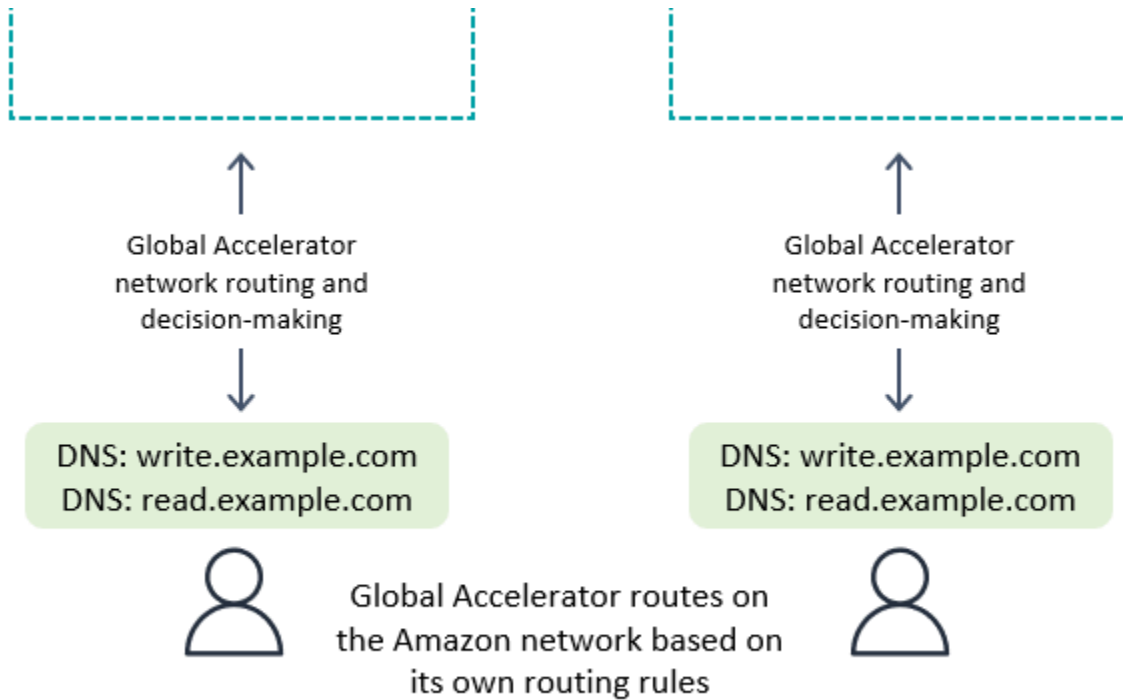 Global Accelerator
network routing and
decision-making
Global Accelerator
network routing and
decision-making
DNS: write.example.com
DNS: read.example.com
DNS: write.example.com
DNS: read.example.com
Global Accelerator routes on
the Amazon network based on
its own routing rules